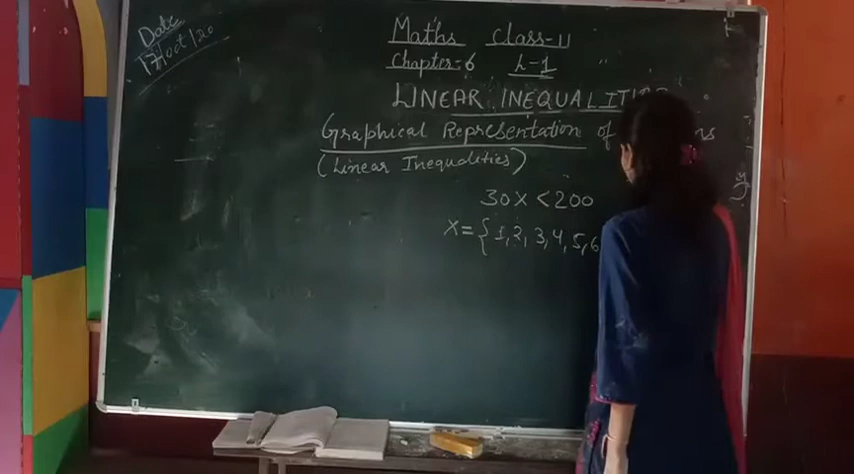 Date
17/Oct/20
Maths Class-11
Chapter-6 L-1
LINEAR INEQUALITIES
Graphical Representation of
(Linear Inequalities)
30x < 200
x = { 1, 2, 3, 4, 5, 6